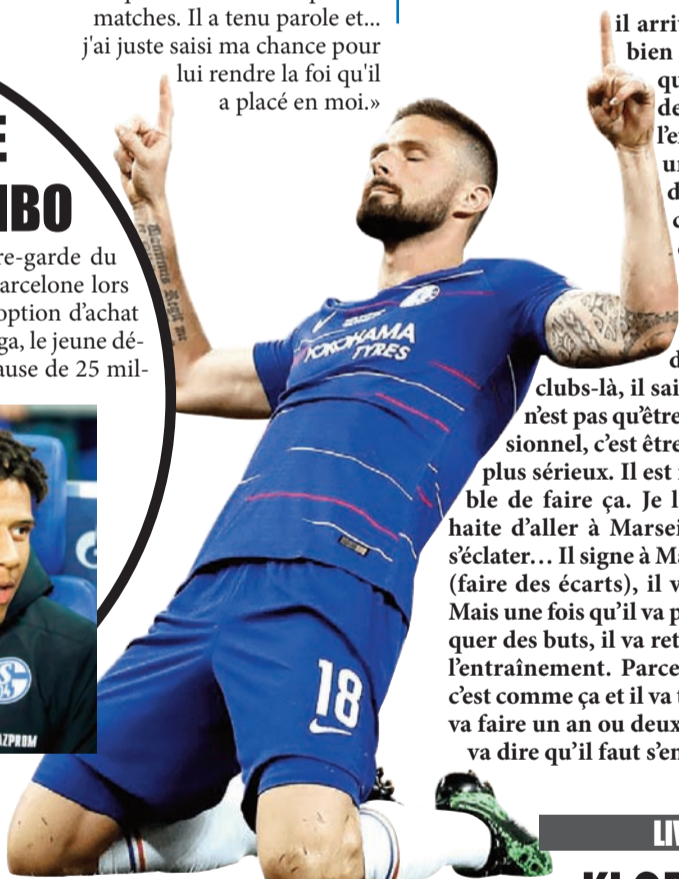 matches. Il a tenu parole et...
j'ai juste saisi ma chance pour
lui rendre la foi qu'il
a placé en moi.»
E
IBO
re-garde du
arcelone lors
option d'achat
ga, le jeune dé-
ause de 25 mil-
GAZPROM
YOKOHAMA
TYRES
18
il arri
bien
qu
de
l'e
un
d
clubs-là, il sai
n'est pas qu'être
sionnel, c'est être
plus sérieux. Il est
ble de faire ça. Je l
haite d'aller à Marsei
s'éclater… Il signe à Ma
(faire des écarts), il v
Mais une fois qu'il va p
quer des buts, il va ret
l'entraînement. Parce
c'est comme ça et il va
va faire un an ou deux
va dire qu'il faut s'en
LIV